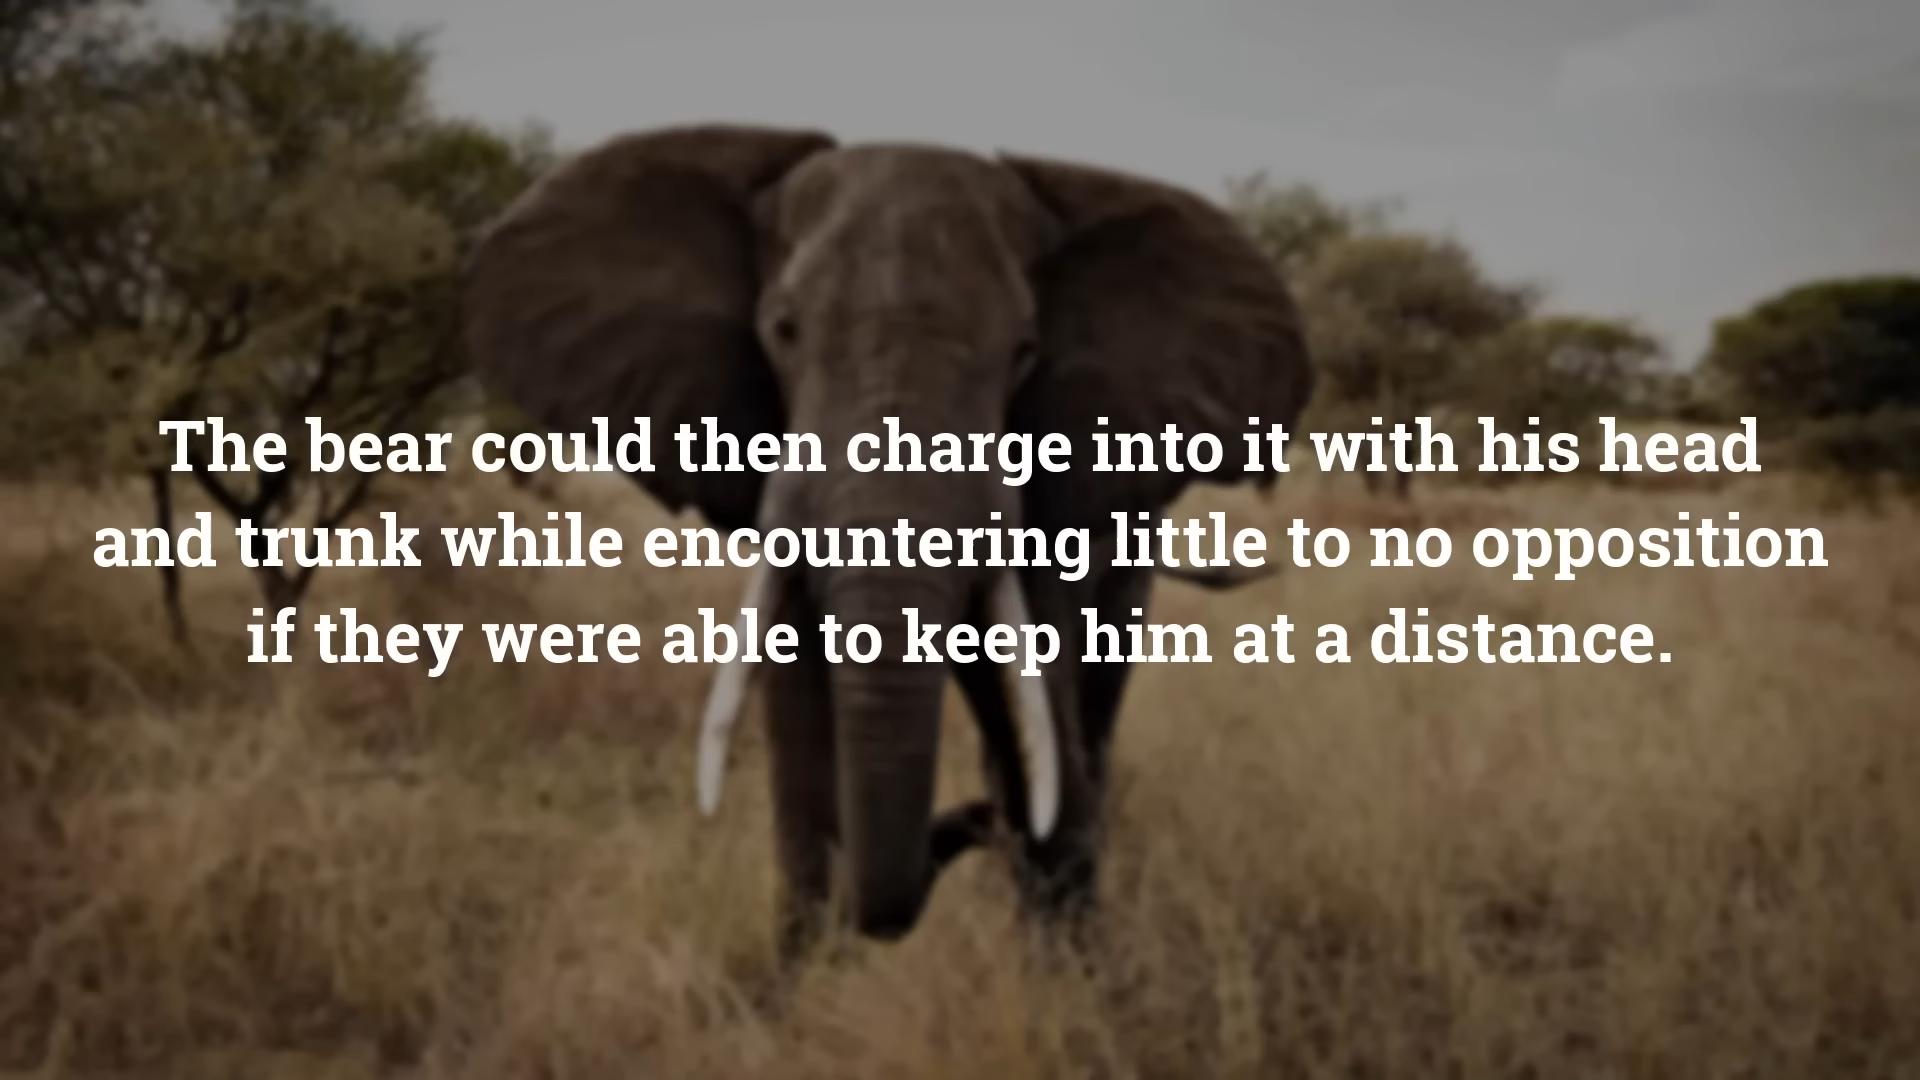 The bear could then charge into it with his head
and trunk while encountering little to no opposition
if they were able to keep him at a distance.